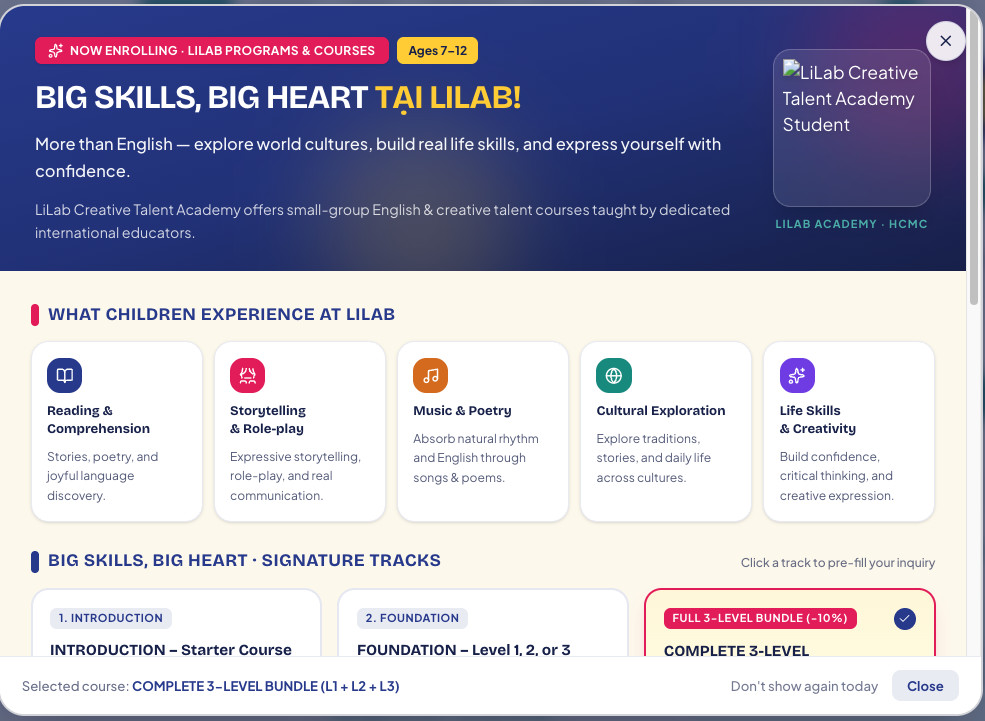 NOW ENROLLING · LILAB PROGRAMS & COURSES
Ages 7–12
BIG SKILLS, BIG HEART TẠI LILAB!
More than English — explore world cultures, build real life skills, and express yourself with
confidence.
LiLab Creative Talent Academy offers small-group English & creative talent courses taught by dedicated
international educators.
LiLab Creative
Talent Academy
Student
LILAB ACADEMY · HCMC
WHAT CHILDREN EXPERIENCE AT LILAB
Reading &
Comprehension
Stories, poetry, and
joyful language
discovery.
Storytelling
& Role-play
Expressive storytelling,
role-play, and real
communication.
Music & Poetry
Absorb natural rhythm
and English through
songs & poems.
Cultural Exploration
Explore traditions,
stories, and daily life
across cultures.
Life Skills
& Creativity
Build confidence,
critical thinking, and
creative expression.
BIG SKILLS, BIG HEART · SIGNATURE TRACKS
Click a track to pre-fill your inquiry
1. INTRODUCTION
INTRODUCTION – Starter Course
2. FOUNDATION
FOUNDATION – Level 1, 2, or 3
FULL 3-LEVEL BUNDLE (-10%)
COMPLETE 3-LEVEL
Selected course: COMPLETE 3-LEVEL BUNDLE (L1 + L2 + L3)
Don't show again today
Close